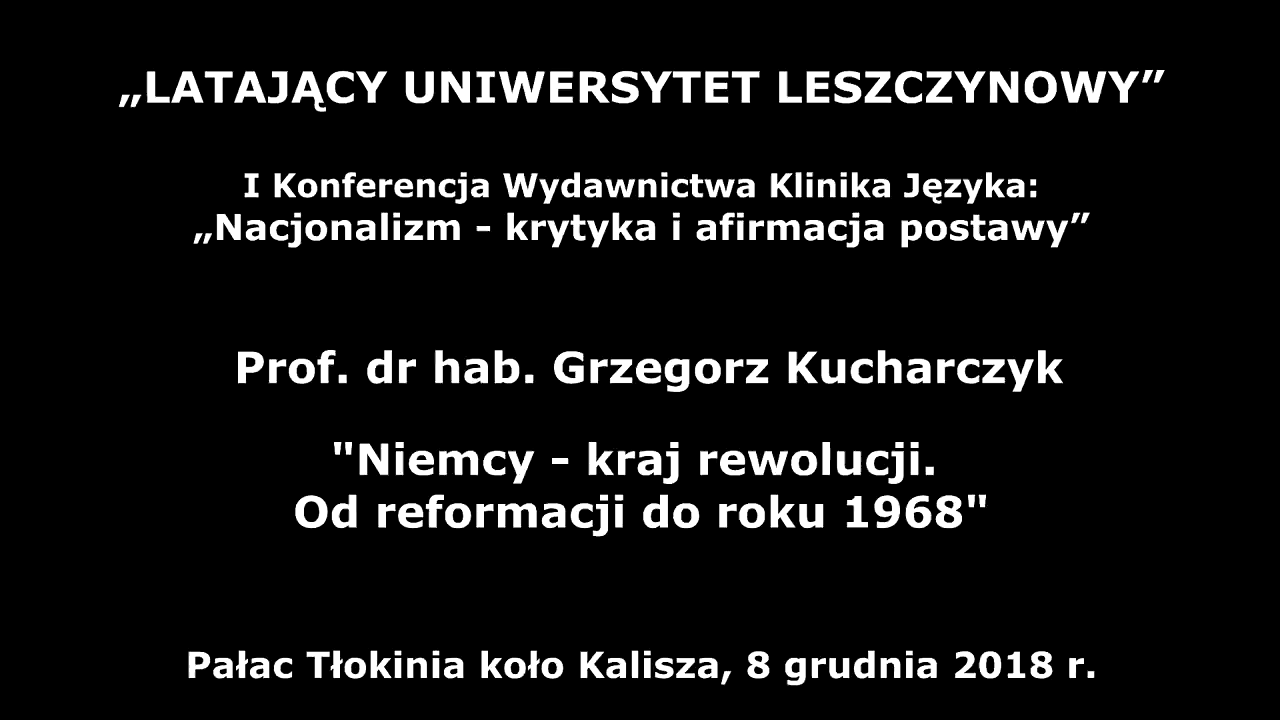 „LATAJĄCY UNIWERSYTET LESZCZYNOWY”
I Konferencja Wydawnictwa Klinika Języka:
„Nacjonalizm - krytyka i afirmacja postawy”
Prof. dr hab. Grzegorz Kucharczyk
"Niemcy - kraj rewolucji.
Od reformacji do roku 1968"
Pałac Tłokinia koło Kalisza, 8 grudnia 2018 r.